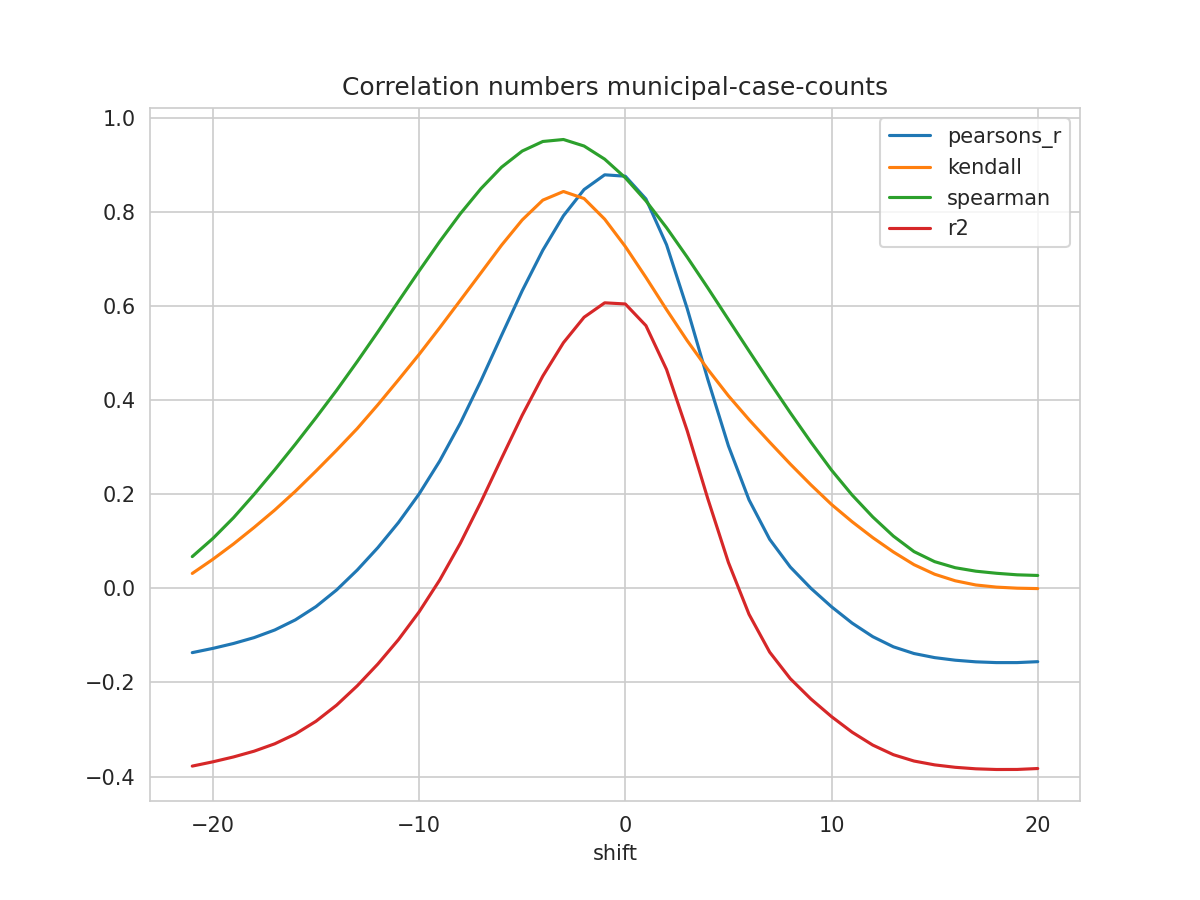 Correlation numbers municipal-case-counts
pearsons_r
kendall
spearman
r2
1.0
0.8
0.6
0.4
0.2
0.0
−0.2
−0.4
−20
−10
0
10
20
shift